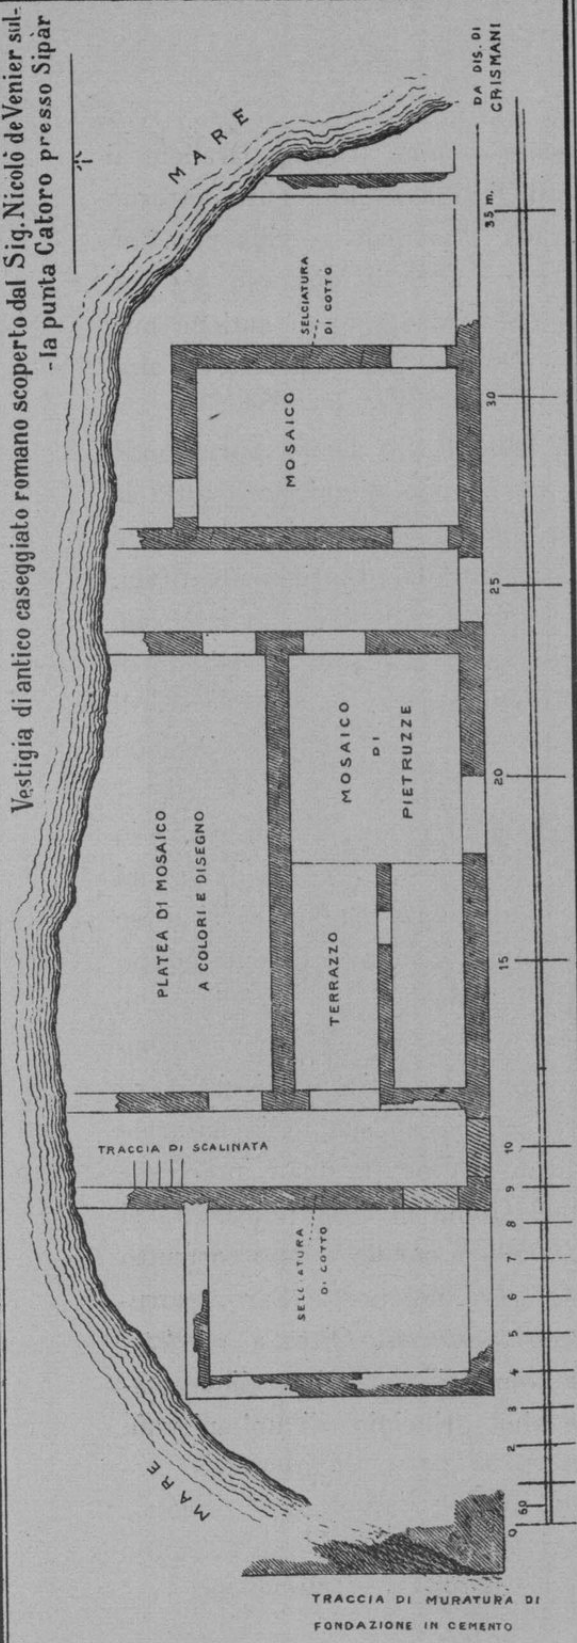 Vestigia di antico caseggiato romano scoperto dal Sig. Nicolò de Venier sul-
-la punta Catoro presso Sipàr
DA DIS. DI
CRISMANI
MARE
35 m.
SELCIATURA
DI COTTO
MOSAICO
30
25
MOSAICO
DI
PIETRUZZE
20
PLATEA DI MOSAICO
A COLORI E DISEGNO
TERRAZZO
15
TRACCIA DI SCALINATA
10
9
8
7
6
5
4
3
2
60
0
SELCIATURA
DI COTTO
MARE
TRACCIA DI MURATURA DI
FONDAZIONE IN CEMENTO